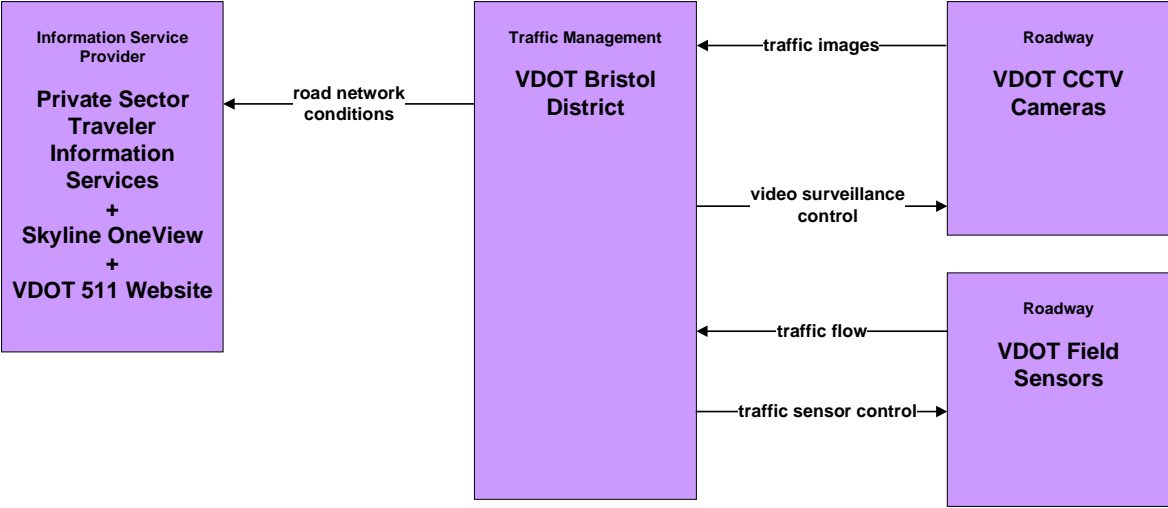 Information Service
Provider
Private Sector
Traveler
Information
Services
+
Skyline OneView
+
VDOT 511 Website
road network
conditions
Traffic Management
VDOT Bristol
District
traffic images
video surveillance
control
traffic flow
traffic sensor control
Roadway
VDOT CCTV
Cameras
Roadway
VDOT Field
Sensors